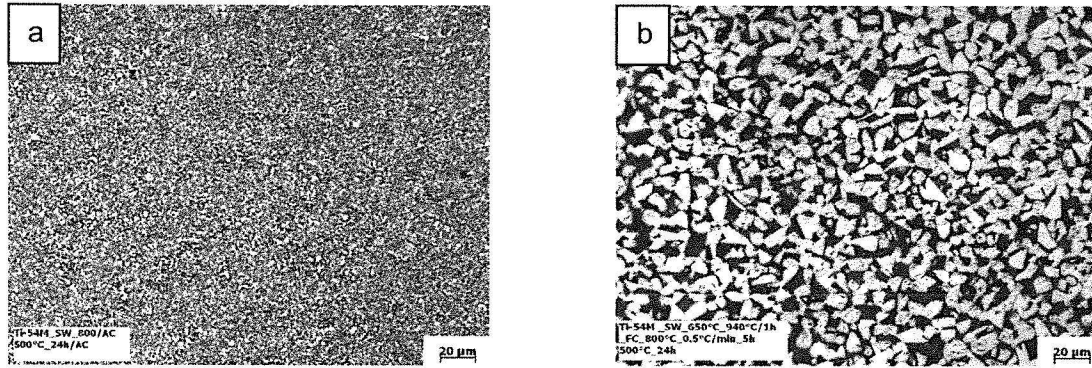 a
Ti-54M_SW_800/AC
500°C_24h/AC
20 µm
b
Ti-54M _SW_650°C_940°C/1h
_FC_800°C_0.5°C/min_5h
500°C_24h
20 µm